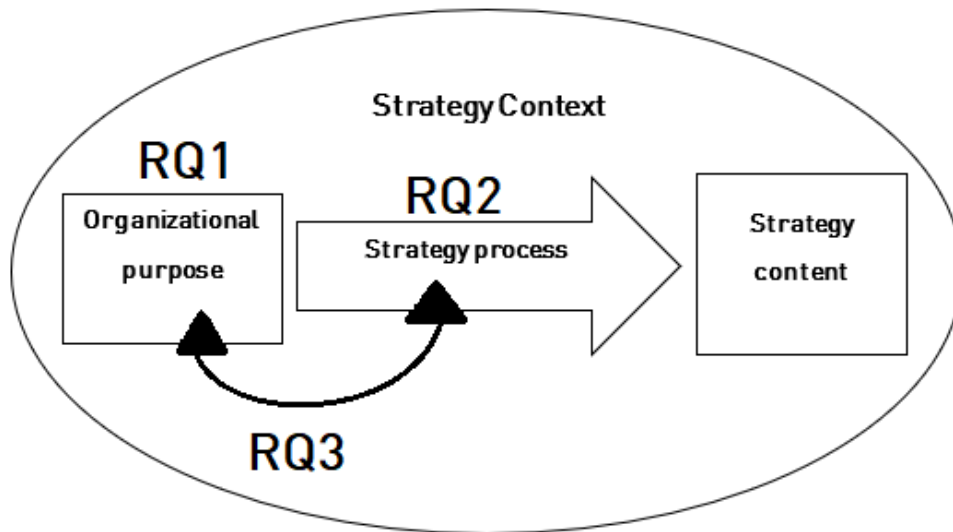 Strategy Context
RQ1
Organizational
purpose
RQ2
Strategy process
Strategy
content
RQ3